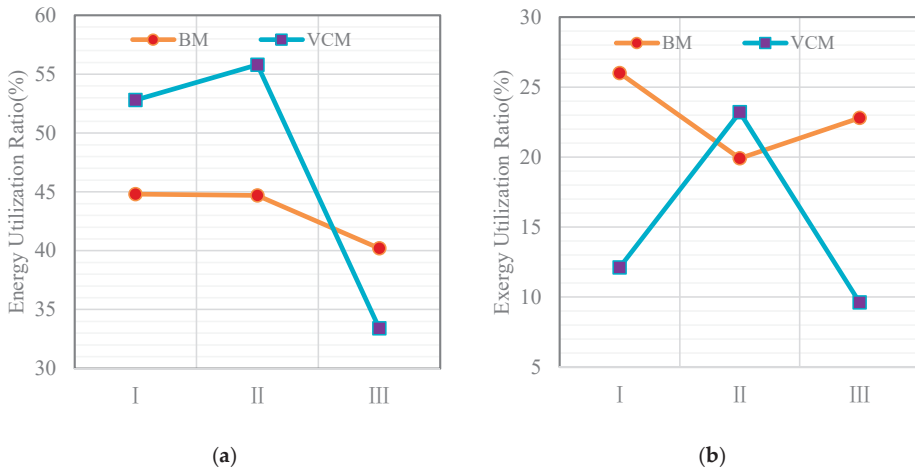 60
55
50
45
40
35
30
Energy Utilization Ratio(%)
BM VCM
I II III
(a)
30
25
20
15
10
5
Exergy Utilization Ratio(%)
BM VCM
I II III
(b)